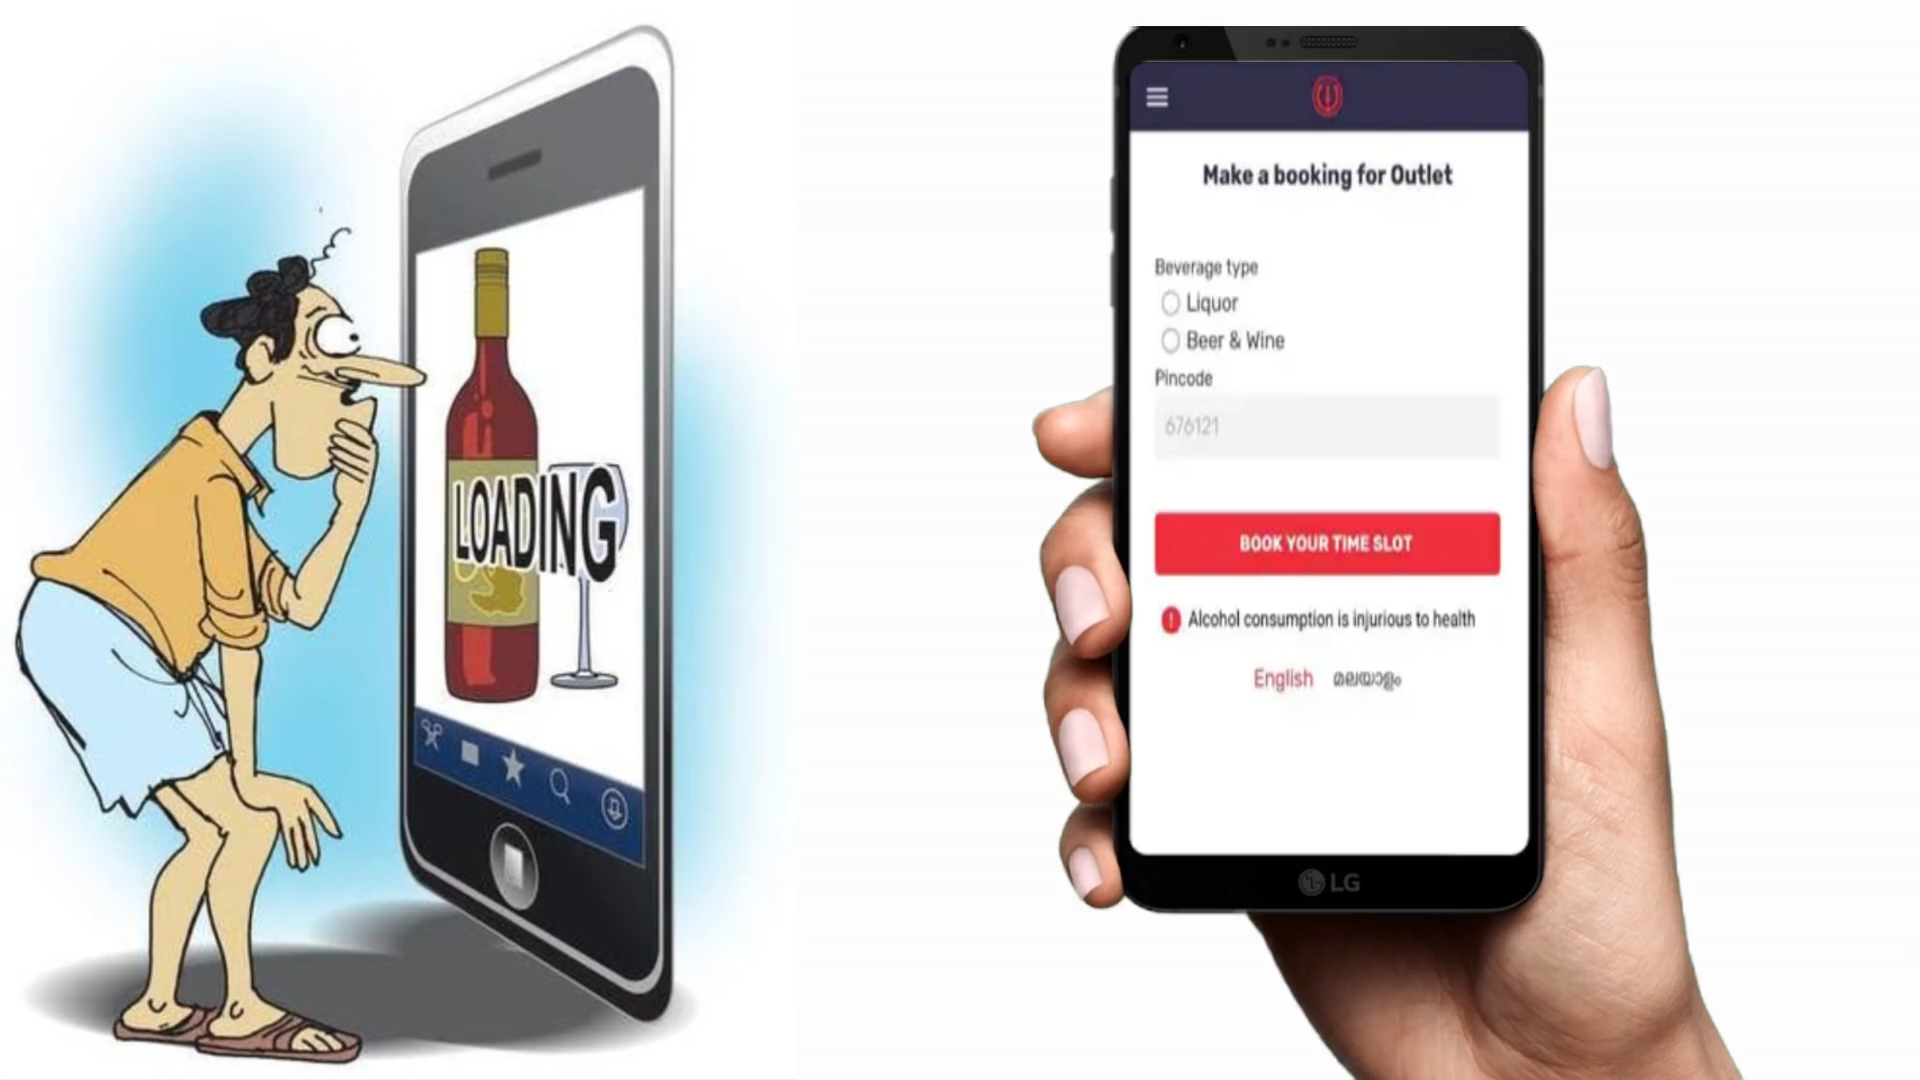 LOADING
Make a booking for Outlet
Beverage type
Liquor
Beer & Wine
Pincode
676121
BOOK YOUR TIME SLOT
! Alcohol consumption is injurious to health
English മലയാളം
LG